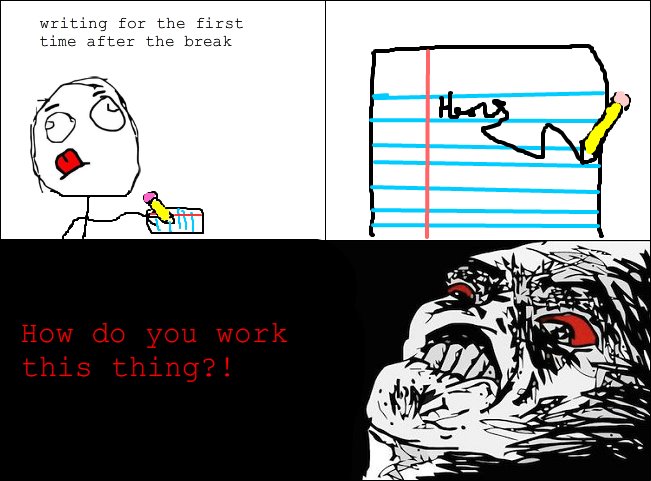 writing for the first
time after the break
How do you work
this thing?!